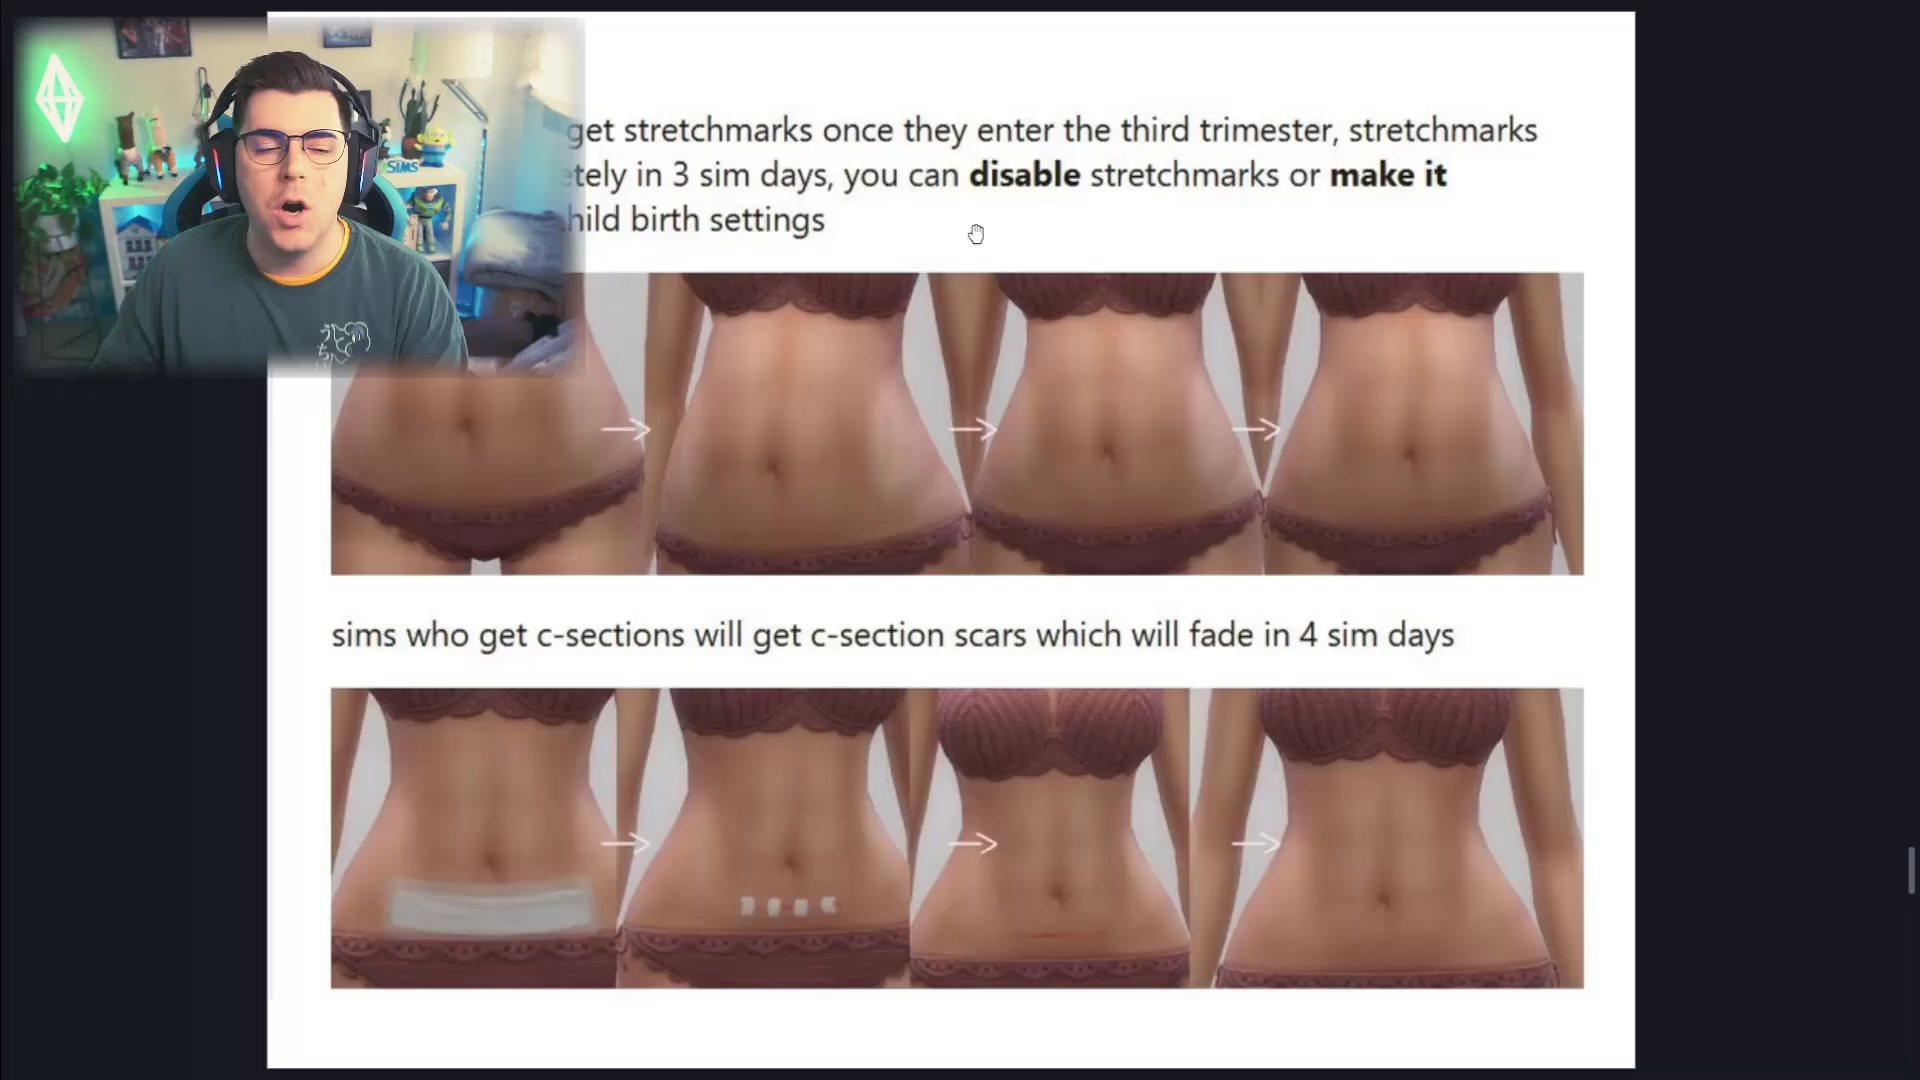 get stretchmarks once they enter the third trimester, stretchmarks
etely in 3 sim days, you can disable stretchmarks or make it
hild birth settings
SIMS
sims who get c-sections will get c-section scars which will fade in 4 sim days